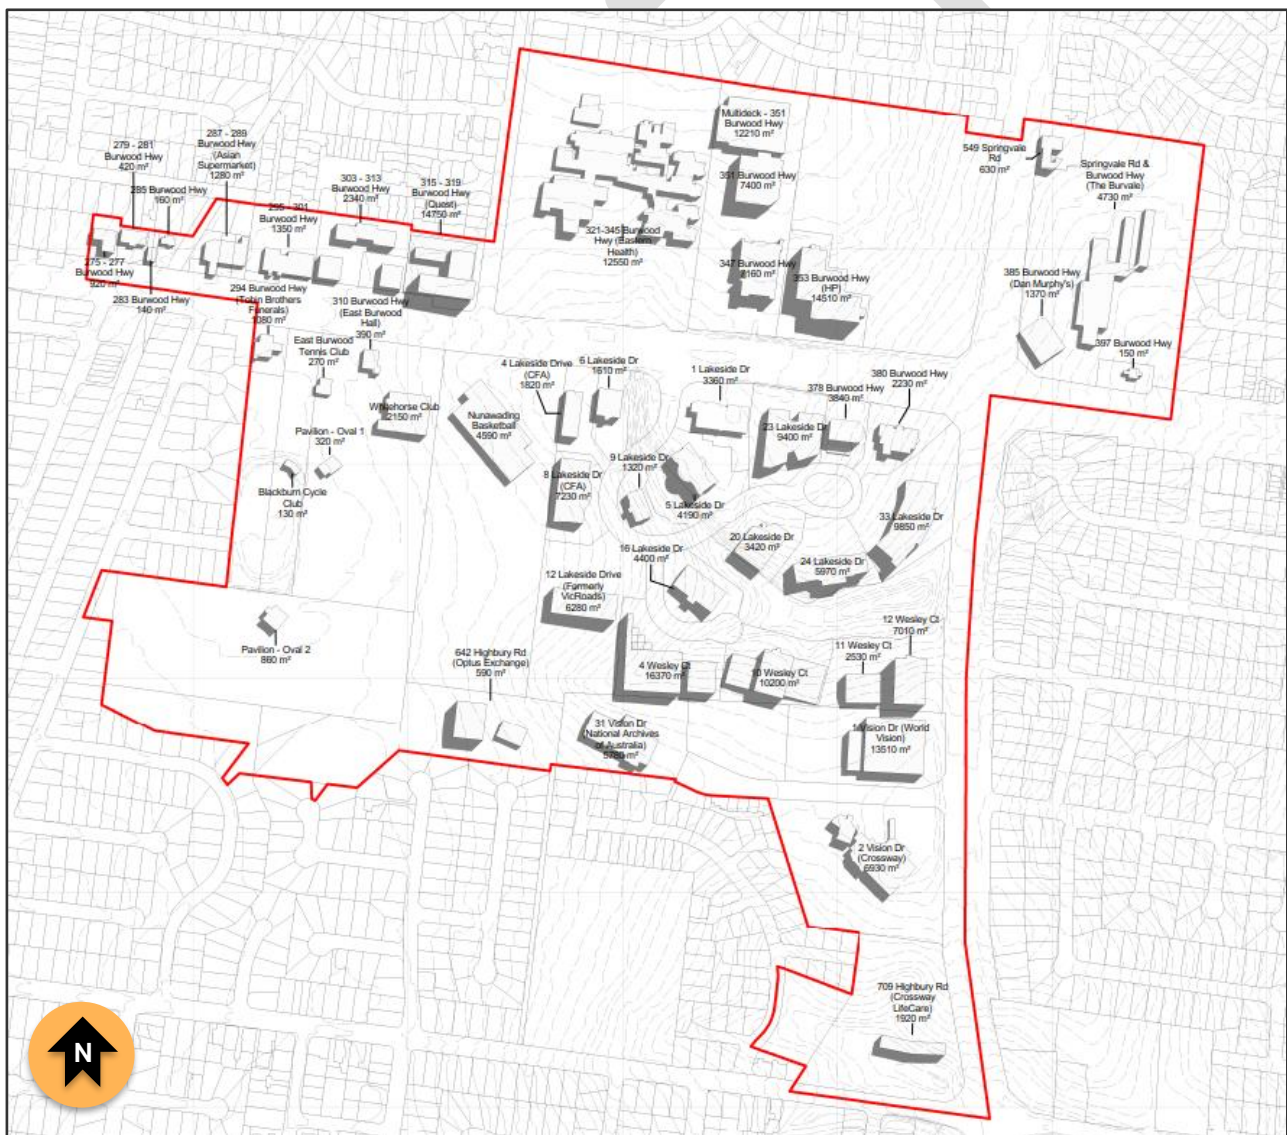 Multideck - 351
Burwood Hwy
12210 m²
287 - 289
Burwood Hwy
(Asian
Supermarket)
1280 m²
279 - 281
Burwood Hwy
420 m²
285 Burwood Hwy
160 m²
303 - 313
Burwood Hwy
2340 m²
315 - 319
Burwood Hwy
(Quest)
14750 m²
295 - 301
Burwood Hwy
1350 m²
549 Springvale
Rd
630 m²
Springvale Rd &
Burwood Hwy
(The Burvale)
4730 m²
351 Burwood Hwy
7400 m²
321-345 Burwood
Hwy (Eastern
Health)
12550 m²
275 - 277
Burwood Hwy
920 m²
283 Burwood Hwy
140 m²
294 Burwood Hwy
(Tobin Brothers
Funerals)
1080 m²
310 Burwood Hwy
(East Burwood
Hall)
390 m²
347 Burwood Hwy
7160 m²
353 Burwood Hwy
(HP)
14510 m²
385 Burwood Hwy
(Dan Murphy's)
1370 m²
397 Burwood Hwy
150 m²
East Burwood
Tennis Club
270 m²
4 Lakeside Drive
(CFA)
1820 m²
6 Lakeside Dr
1610 m²
1 Lakeside Dr
3360 m²
378 Burwood Hwy
3840 m²
380 Burwood Hwy
2230 m²
Whitehorse Club
2150 m²
Nunawading
Basketball
4590 m²
23 Lakeside Dr
9400 m²
Pavilion - Oval 1
320 m²
Blackburn Cycle
Club
130 m²
8 Lakeside Dr
(CFA)
7230 m²
9 Lakeside Dr
1320 m²
5 Lakeside Dr
4190 m²
33 Lakeside Dr
9850 m²
20 Lakeside Dr
3420 m²
16 Lakeside Dr
4400 m²
24 Lakeside Dr
5970 m²
12 Lakeside Drive
(Formerly
VicRoads)
6280 m²
Pavilion - Oval 2
860 m²
642 Highbury Rd
(Optus Exchange)
590 m²
4 Wesley Ct
16370 m²
10 Wesley Ct
10200 m²
11 Wesley Ct
2530 m²
12 Wesley Ct
7010 m²
31 Vision Dr
(National Archives
of Australia)
5780 m²
1 Vision Dr (World
Vision)
13510 m²
2 Vision Dr
(Crossway)
6930 m²
709 Highbury Rd
(Crossway
LifeCare)
1920 m²
N